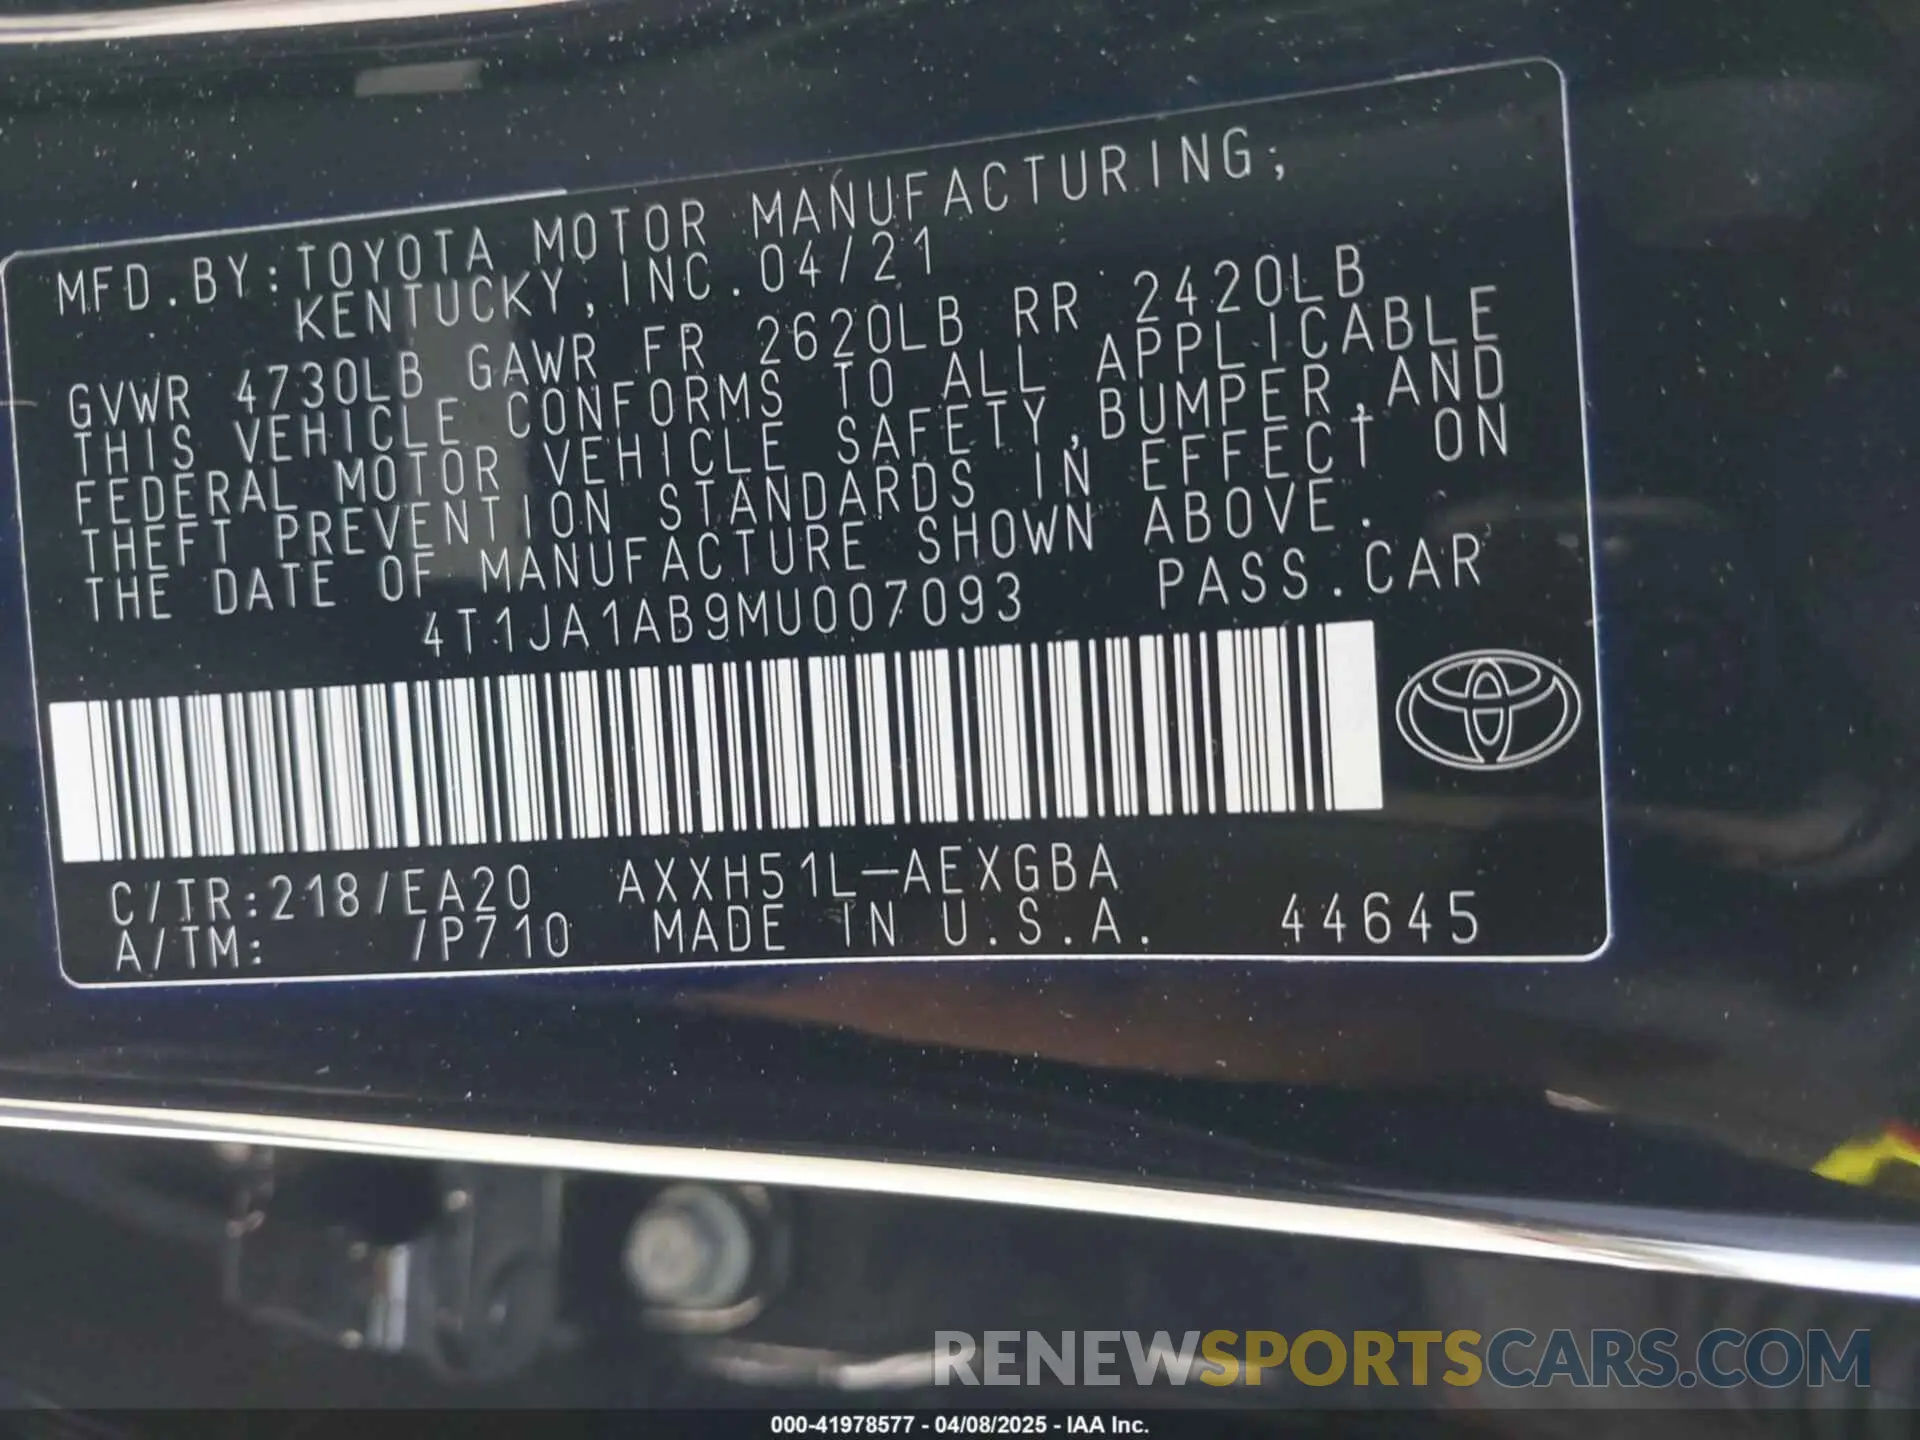 MFD.BY:TOYOTA MOTOR MANUFACTURING;
KENTUCKY,INC.04/21
GVWR 4730LB GAWR FR 2620LB RR 2420LB
THIS VEHICLE CONFORMS TO ALL APPLICABLE
FEDERAL MOTOR VEHICLE SAFETY,BUMPER,AND
THEFT PREVENTION STANDARDS IN EFFECT ON
THE DATE OF MANUFACTURE SHOWN ABOVE.
4T1JA1AB9MU007093 PASS.CAR
C/TR:218/EA20 AXXH51L-AEXGBA
A/TM: /P710 MADE IN U.S.A. 44645
RENEWSPORTSCARS.COM
000-41978577 - 04/08/2025 - IAA Inc.